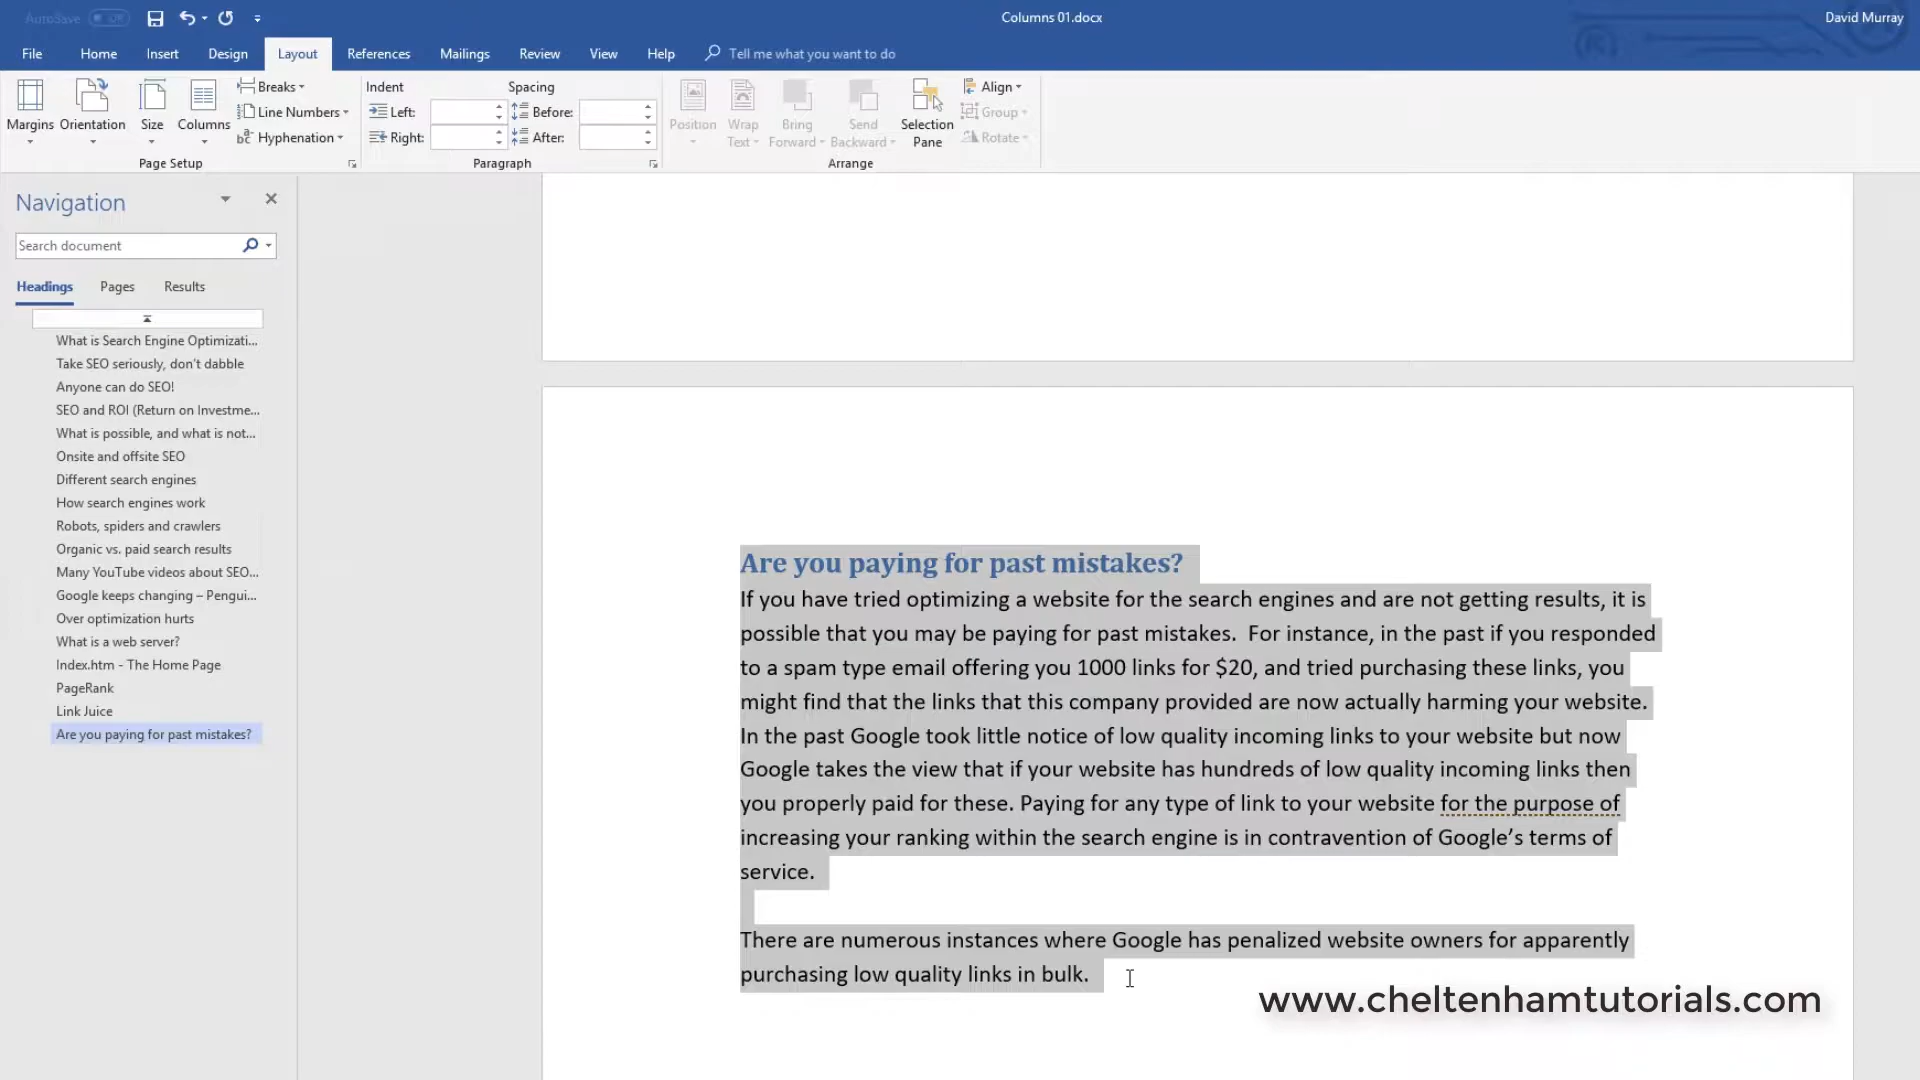 AutoSave Off
Columns 01.docx
David Murray
File Home Insert Design Layout References Mailings Review View Help Tell me what you want to do
Margins
Orientation
Size
Columns
Breaks
Line Numbers
Hyphenation
Page Setup
Indent
Left:
Right:
Spacing
Before:
After:
Paragraph
Position
Wrap
Text
Bring
Forward
Send
Backward
Selection
Pane
Align
Group
Rotate
Arrange
Navigation
Search document
Headings Pages Results
What is Search Engine Optimizati...
Take SEO seriously, don't dabble
Anyone can do SEO!
SEO and ROI (Return on Investme...
What is possible, and what is not...
Onsite and offsite SEO
Different search engines
How search engines work
Robots, spiders and crawlers
Organic vs. paid search results
Many YouTube videos about SEO...
Google keeps changing – Pengui...
Over optimization hurts
What is a web server?
Index.htm - The Home Page
PageRank
Link Juice
Are you paying for past mistakes?
Are you paying for past mistakes?
If you have tried optimizing a website for the search engines and are not getting results, it is
possible that you may be paying for past mistakes.  For instance, in the past if you responded
to a spam type email offering you 1000 links for $20, and tried purchasing these links, you
might find that the links that this company provided are now actually harming your website.
In the past Google took little notice of low quality incoming links to your website but now
Google takes the view that if your website has hundreds of low quality incoming links then
you properly paid for these. Paying for any type of link to your website for the purpose of
increasing your ranking within the search engine is in contravention of Google’s terms of
service.
There are numerous instances where Google has penalized website owners for apparently
purchasing low quality links in bulk.
www.cheltenhamtutorials.com